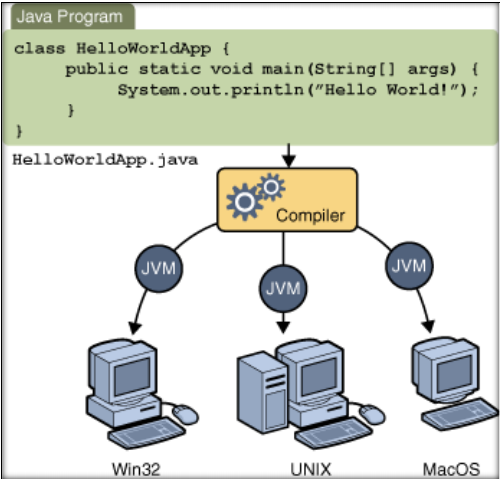 Java Program
class HelloWorldApp {
public static void main(String[] args) {
System.out.println(”Hello World!”);
}
}
HelloWorldApp.java
Compiler
JVM
JVM
JVM
Win32
UNIX
MacOS